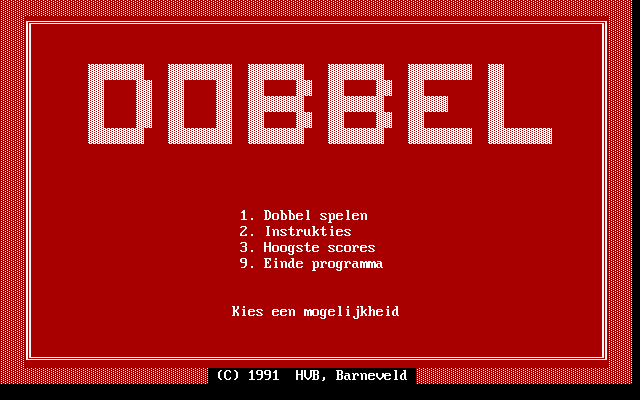 DOBBEL
1. Dobbel spelen
2. Instrukties
3. Hoogste scores
9. Einde programma
Kies een mogelijkheid
(C) 1991  HVB, Barneveld